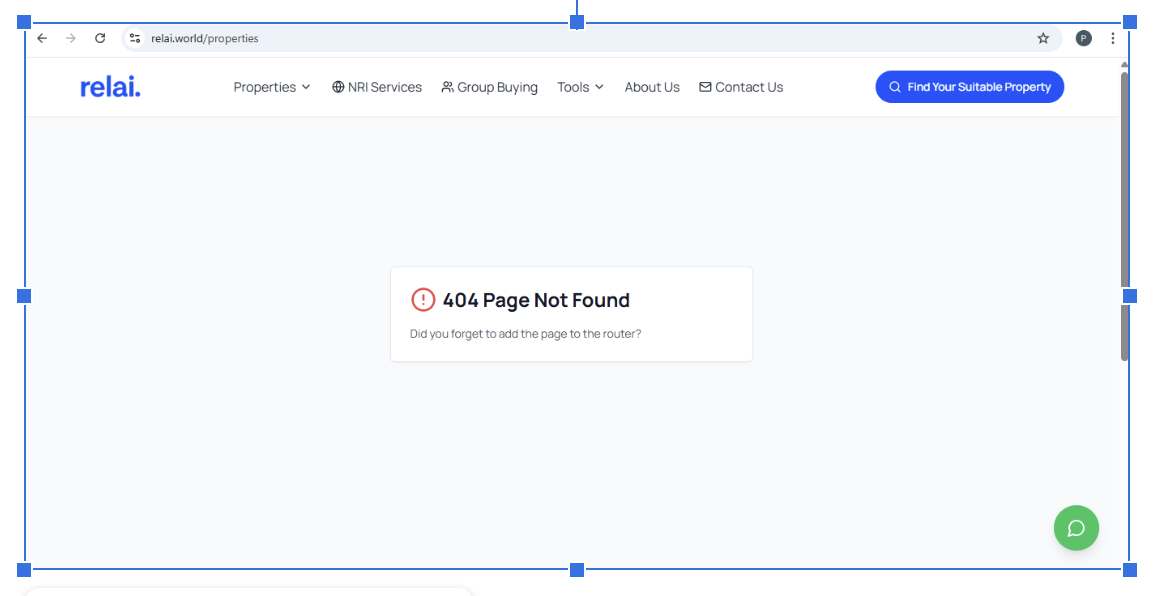 relai.world/properties
P
relai.
Properties
NRI Services
Group Buying
Tools
About Us
Contact Us
Find Your Suitable Property
404 Page Not Found
Did you forget to add the page to the router?